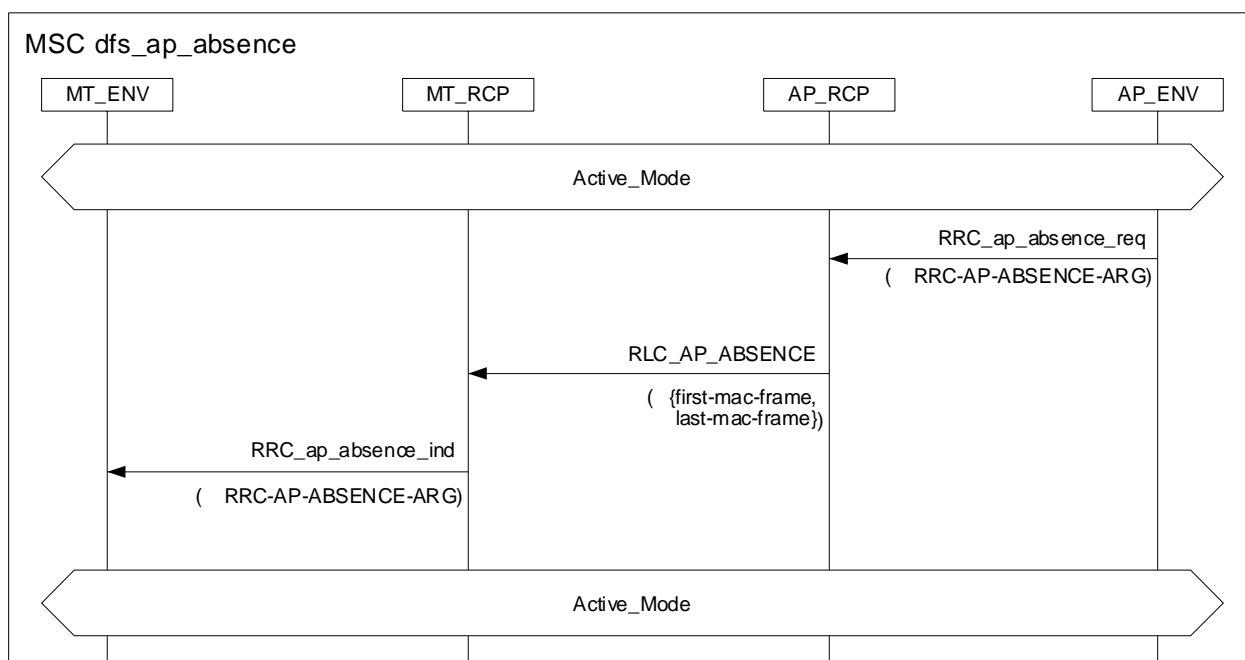 MSC dfs_ap_absence
MT_ENV
MT_RCP
AP_RCP
AP_ENV
Active_Mode
RRC_ap_absence_req
( RRC-AP-ABSENCE-ARG)
RLC_AP_ABSENCE
( {first-mac-frame,
last-mac-frame})
RRC_ap_absence_ind
( RRC-AP-ABSENCE-ARG)
Active_Mode